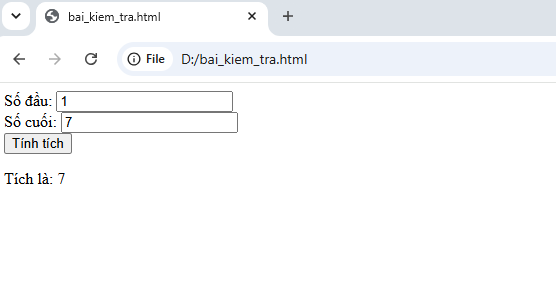 bai_kiem_tra.html
File D:/bai_kiem_tra.html
Số đầu: 1
Số cuối: 7
Tính tích
Tích là: 7